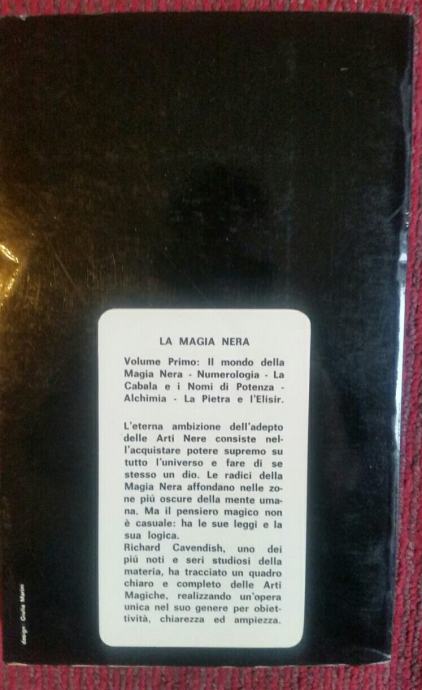 LA MAGIA NERA
Volume Primo: Il mondo della
Magia Nera - Numerologia - La
Cabala e i Nomi di Potenza -
Alchimia - La Pietra e l'Elisir.
L'eterna ambizione dell'adepto
delle Arti Nere consiste nel-
l'acquistare potere supremo su
tutto l'universo e fare di se
stesso un dio. Le radici della
Magia Nera affondano nelle zo-
ne piú oscure della mente uma-
na. Ma il pensiero magico non
è casuale: ha le sue leggi e la
sua logica.
Richard Cavendish, uno dei
piú noti e seri studiosi della
materia, ha tracciato un quadro
chiaro e completo delle Arti
Magiche, realizzando un'opera
unica nel suo genere per obiet-
tività, chiarezza ed ampiezza.
design: Giulia Marini